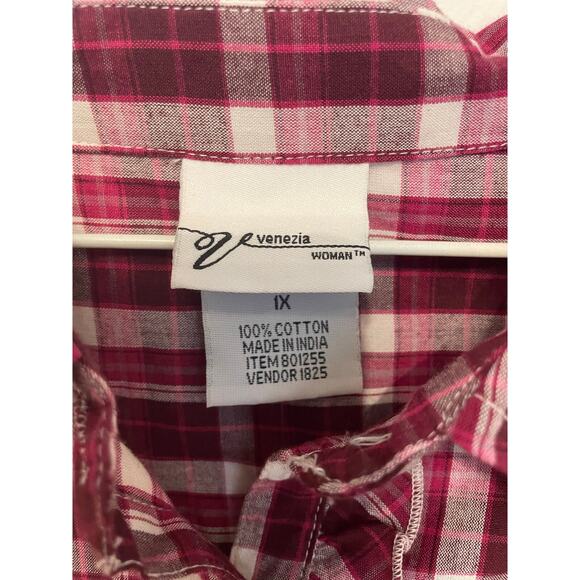 venezia
WOMAN™
1X
100% COTTON
MADE IN INDIA
ITEM 801255
VENDOR 1825